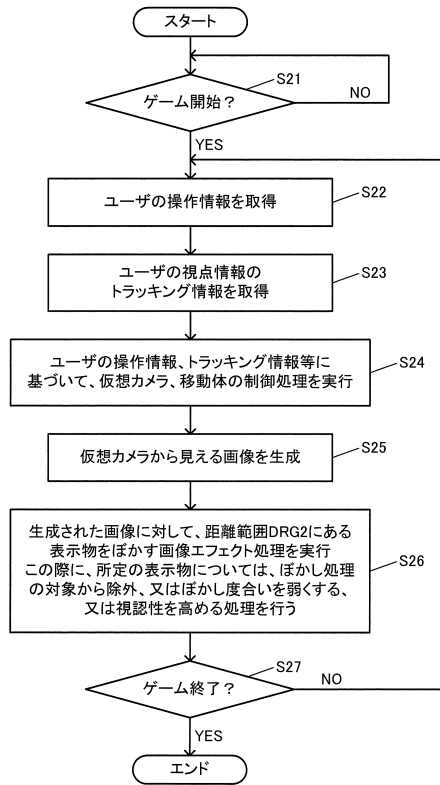 スタート
S21
ゲーム開始？
NO
YES
S22
ユーザの操作情報を取得
S23
ユーザの視点情報の
トラッキング情報を取得
S24
ユーザの操作情報、トラッキング情報等に
基づいて、仮想カメラ、移動体の制御処理を実行
S25
仮想カメラから見える画像を生成
生成された画像に対して、距離範囲DRG2にある
表示物をぼかす画像エフェクト処理を実行
この際に、所定の表示物については、ぼかし処理
の対象から除外、又はぼかし度合いを弱くする、
又は視認性を高める処理を行う
S26
S27
ゲーム終了？
NO
YES
エンド